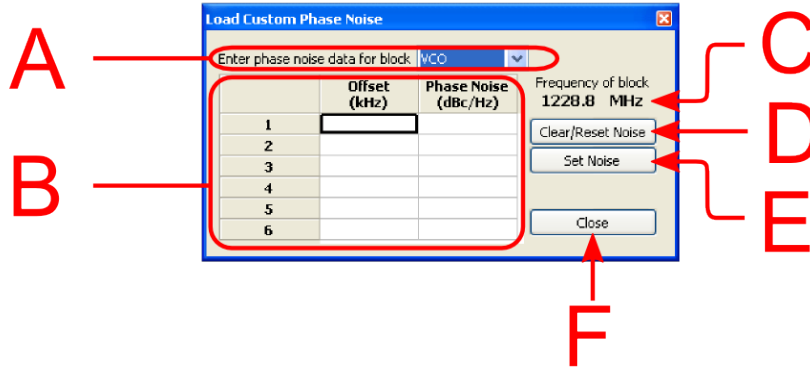 Load Custom Phase Noise
A
Enter phase noise data for block VCO
C
Offset (kHz)
Phase Noise (dBc/Hz)
Frequency of block
1228.8 MHz
1
2
3
4
5
6
Clear/Reset Noise
D
Set Noise
B
E
Close
F